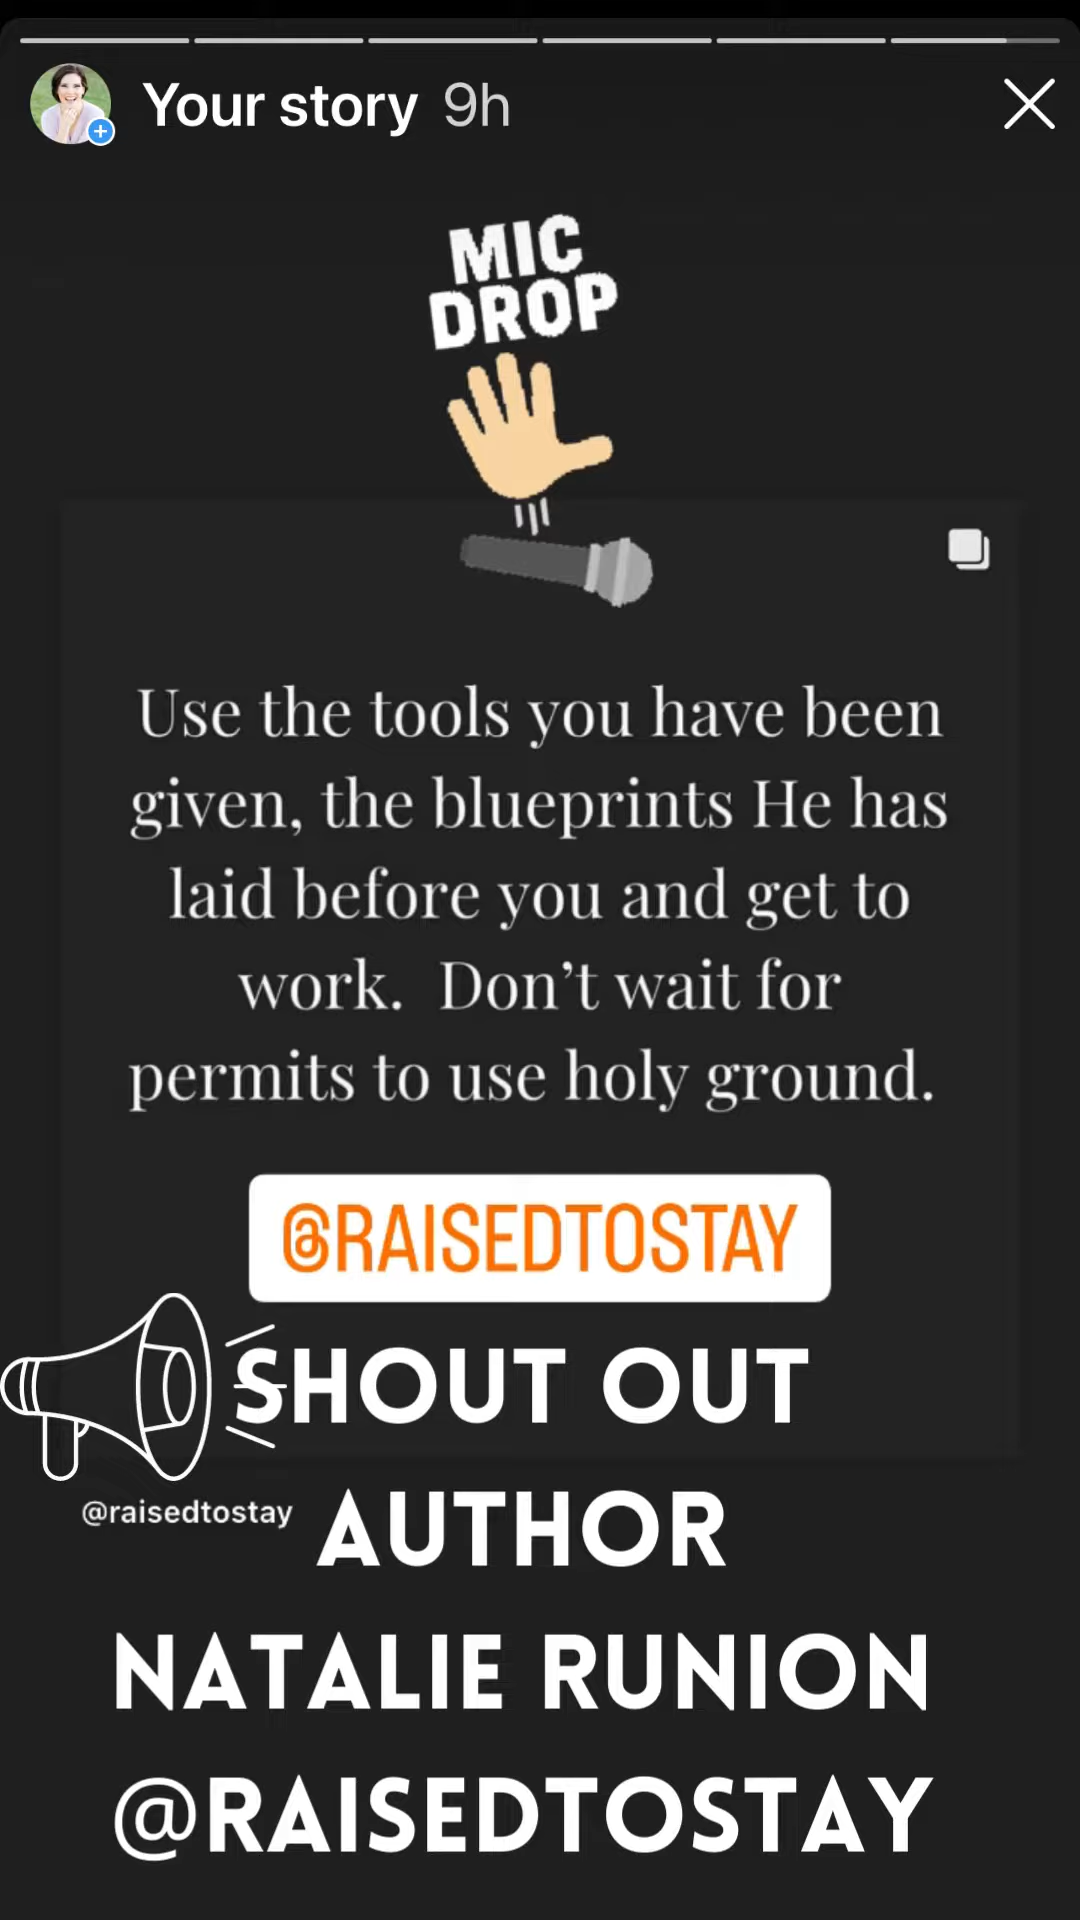 Your story 9h
MIC
DROP
Use the tools you have been
given, the blueprints He has
laid before you and get to
work. Don’t wait for
permits to use holy ground.
@RAISEDTOSTAY
SHOUT OUT
@raisedtostay
AUTHOR
NATALIE RUNION
@RAISEDTOSTAY